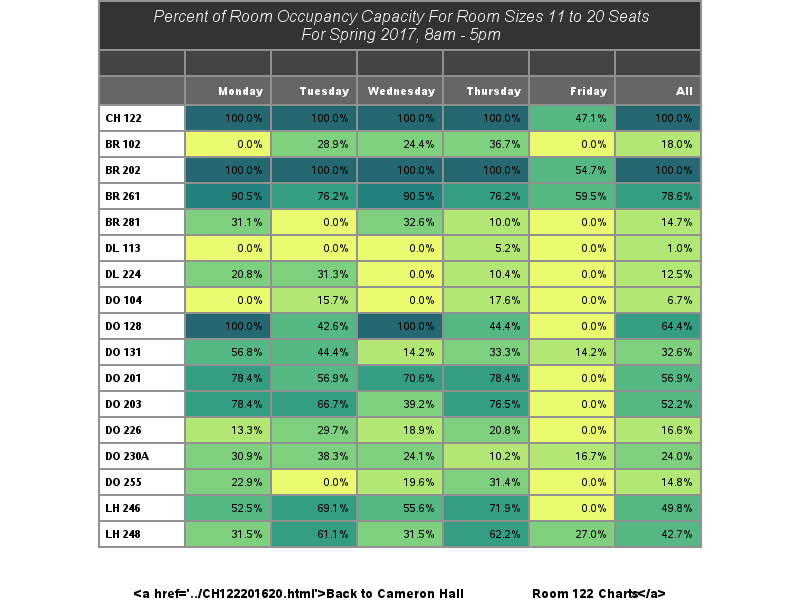 Percent of Room Occupancy Capacity For Room Sizes 11 to 20 Seats
For Spring 2017, 8am - 5pm
Monday Tuesday Wednesday Thursday Friday All
CH 122 100.0% 100.0% 100.0% 100.0% 47.1% 100.0%
BR 102 0.0% 28.9% 24.4% 36.7% 0.0% 18.0%
BR 202 100.0% 100.0% 100.0% 100.0% 54.7% 100.0%
BR 261 90.5% 76.2% 90.5% 76.2% 59.5% 78.6%
BR 281 31.1% 0.0% 32.6% 10.0% 0.0% 14.7%
DL 113 0.0% 0.0% 0.0% 5.2% 0.0% 1.0%
DL 224 20.8% 31.3% 0.0% 10.4% 0.0% 12.5%
DO 104 0.0% 15.7% 0.0% 17.6% 0.0% 6.7%
DO 128 100.0% 42.6% 100.0% 44.4% 0.0% 64.4%
DO 131 56.8% 44.4% 14.2% 33.3% 14.2% 32.6%
DO 201 78.4% 56.9% 70.6% 78.4% 0.0% 56.9%
DO 203 78.4% 66.7% 39.2% 76.5% 0.0% 52.2%
DO 226 13.3% 29.7% 18.9% 20.8% 0.0% 16.6%
DO 230A 30.9% 38.3% 24.1% 10.2% 16.7% 24.0%
DO 255 22.9% 0.0% 19.6% 31.4% 0.0% 14.8%
LH 246 52.5% 69.1% 55.6% 71.9% 0.0% 49.8%
LH 248 31.5% 61.1% 31.5% 62.2% 27.0% 42.7%
<a href='../CH122201620.html'>Back to Cameron Hall Room 122 Charts</a>